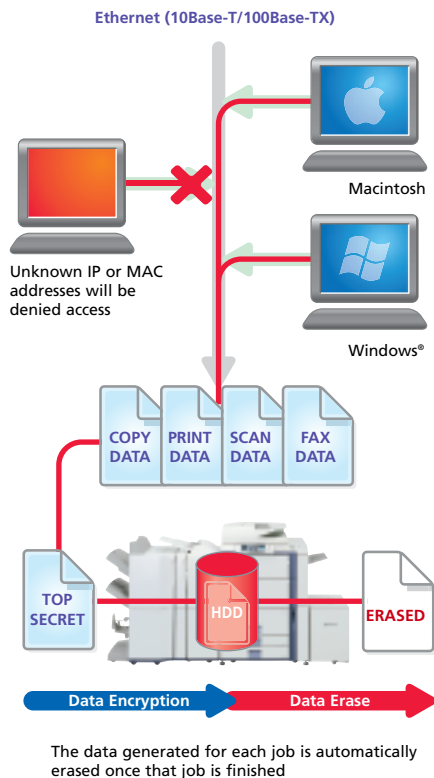 Ethernet (10Base-T/100Base-TX)
Macintosh
Unknown IP or MAC
addresses will be
denied access
Windows®
COPY
DATA
PRINT
DATA
SCAN
DATA
FAX
DATA
TOP
SECRET
HDD
ERASED
Data Encryption
Data Erase
The data generated for each job is automatically
erased once that job is finished